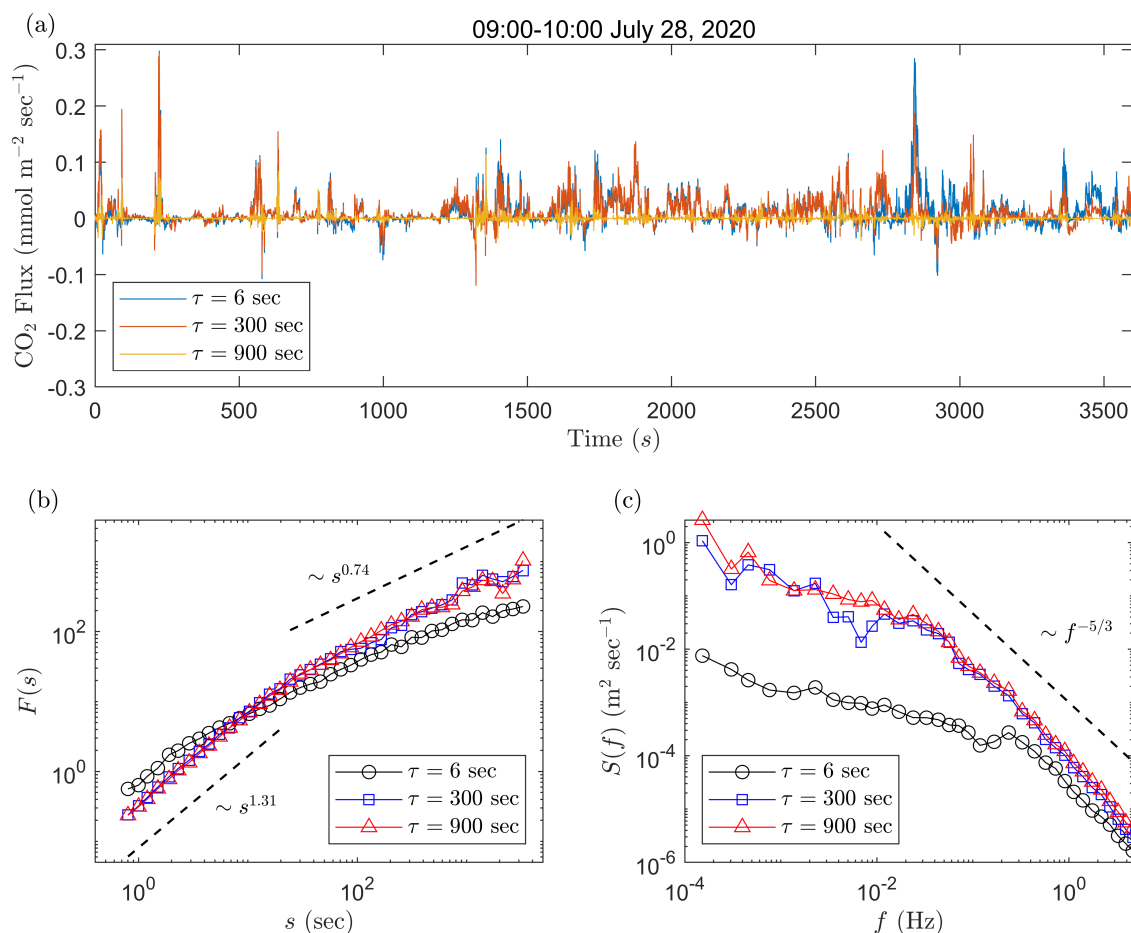 (a)
09:00-10:00 July 28, 2020
CO₂ Flux (mmol m⁻² sec⁻¹)
0.3
0.2
0.1
0
-0.1
-0.2
-0.3
τ = 6 sec
τ = 300 sec
τ = 900 sec
0 500 1000 1500 2000 2500 3000 3500
Time (s)
(b)
F(s)
10²
10⁰
~ s^0.74
~ s^1.31
τ = 6 sec
τ = 300 sec
τ = 900 sec
10⁰ 10²
s (sec)
(c)
S(f) (m² sec⁻¹)
10⁰
10⁻²
10⁻⁴
10⁻⁶
~ f^−5/3
τ = 6 sec
τ = 300 sec
τ = 900 sec
10⁻⁴ 10⁻² 10⁰
f (Hz)